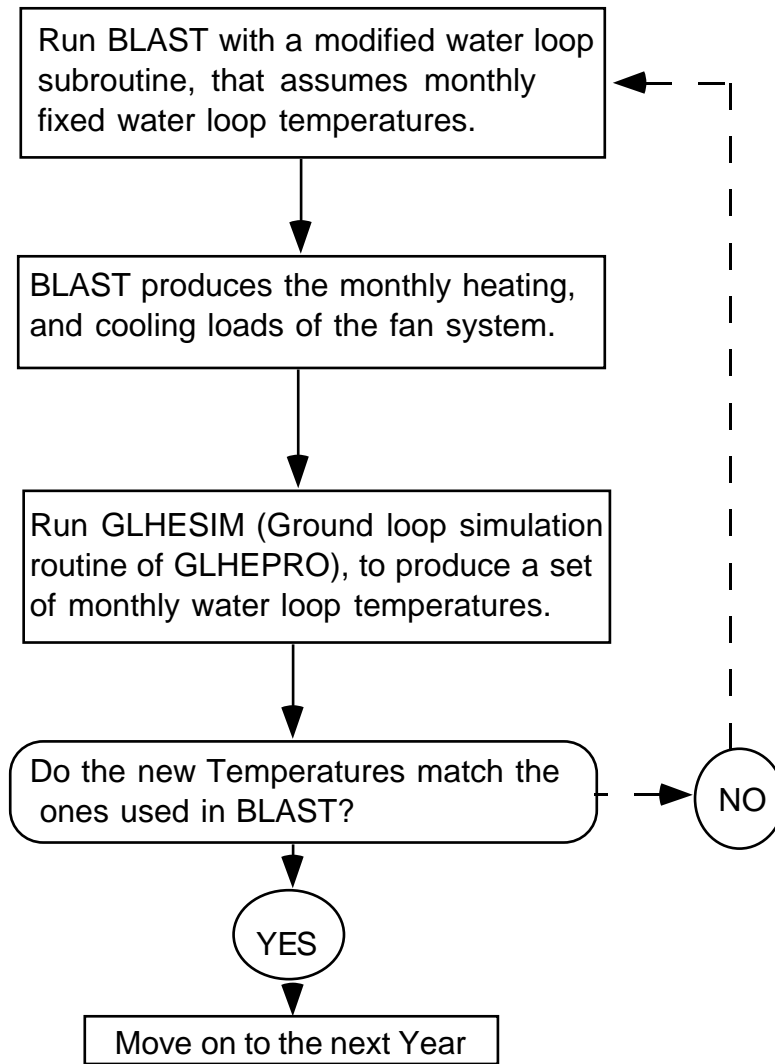 Run BLAST with a modified water loop
subroutine, that assumes monthly
fixed water loop temperatures.
BLAST produces the monthly heating,
and cooling loads of the fan system.
Run GLHESIM (Ground loop simulation
routine of GLHEPRO), to produce a set
of monthly water loop temperatures.
Do the new Temperatures match the
ones used in BLAST?
NO
YES
Move on to the next Year